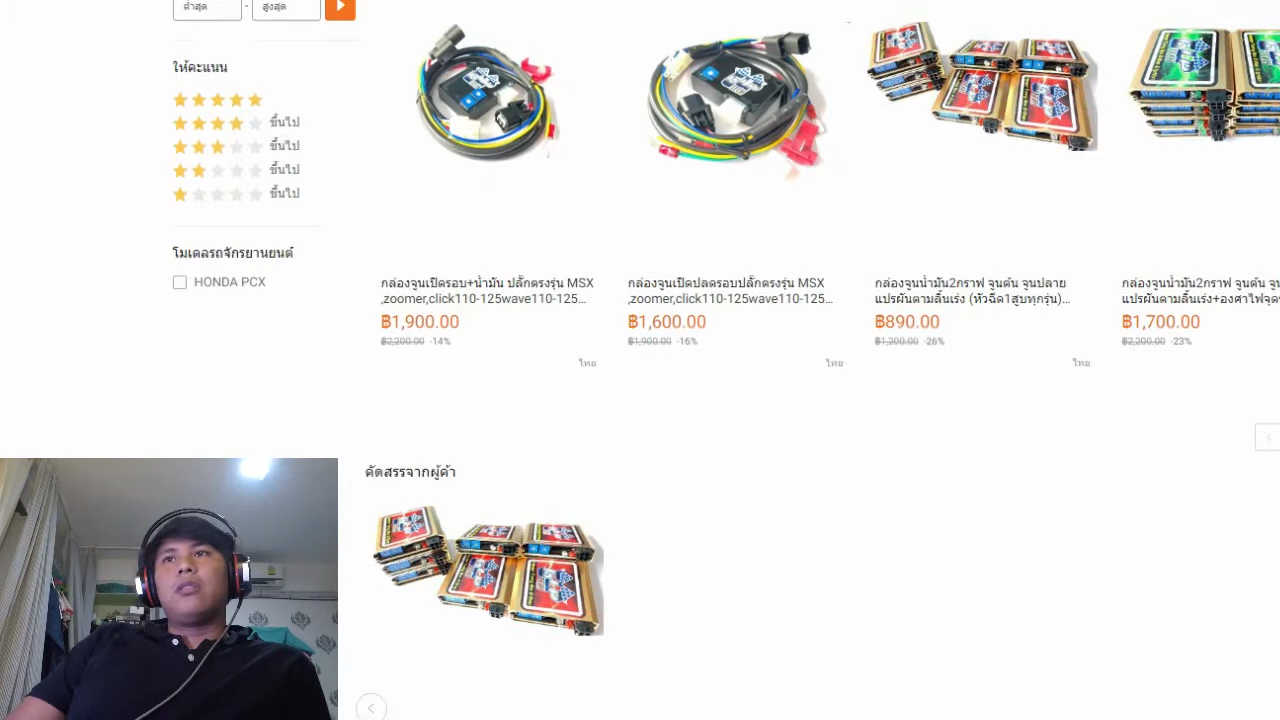 ต่ำสุด - สูงสุด
ให้คะแนน
ขึ้นไป
ขึ้นไป
ขึ้นไป
ขึ้นไป
โมเดลรถจักรยานยนต์
HONDA PCX
กล่องจูนเปิดรอบ+น้ำมัน ปลั๊กตรงรุ่น MSX
,zoomer,click110-125wave110-125...
฿1,900.00
฿2,200.00 -14%
ไทย
กล่องจูนเปิดปลดรอบปลั๊กตรงรุ่น MSX
,zoomer,click110-125wave110-125...
฿1,600.00
฿1,900.00 -16%
ไทย
กล่องจูนน้ำมัน2กราฟ จูนต้น จูนปลาย
แปรผันตามลิ้นเร่ง (หัวฉีด1สูบทุกรุ่น)...
฿890.00
฿1,200.00 -26%
ไทย
กล่องจูนน้ำมัน2กราฟ จูนต้น
แปรผันตามลิ้นเร่ง+องศาไฟจุด
฿1,700.00
฿2,200.00 -23%
คัดสรรจากผู้ค้า